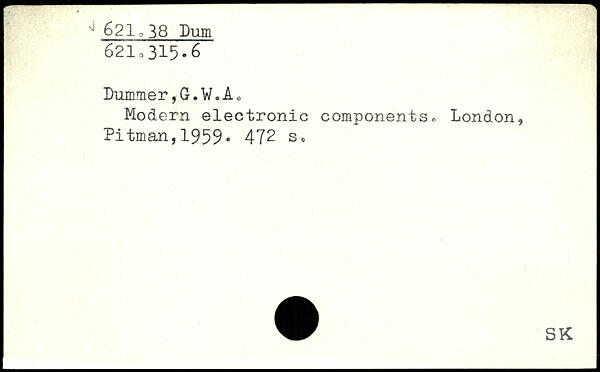 621.38 Dum
621.315.6
Dummer,G.W.A.
Modern electronic components. London,
Pitman,1959. 472 s.
SK